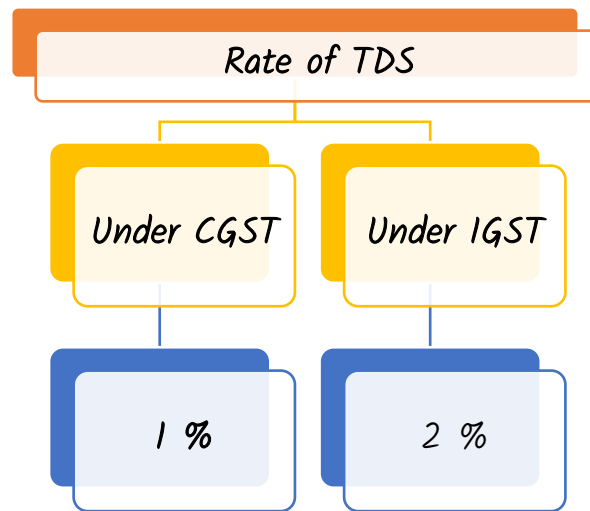 Rate of TDS
Under CGST
Under IGST
1 %
2 %